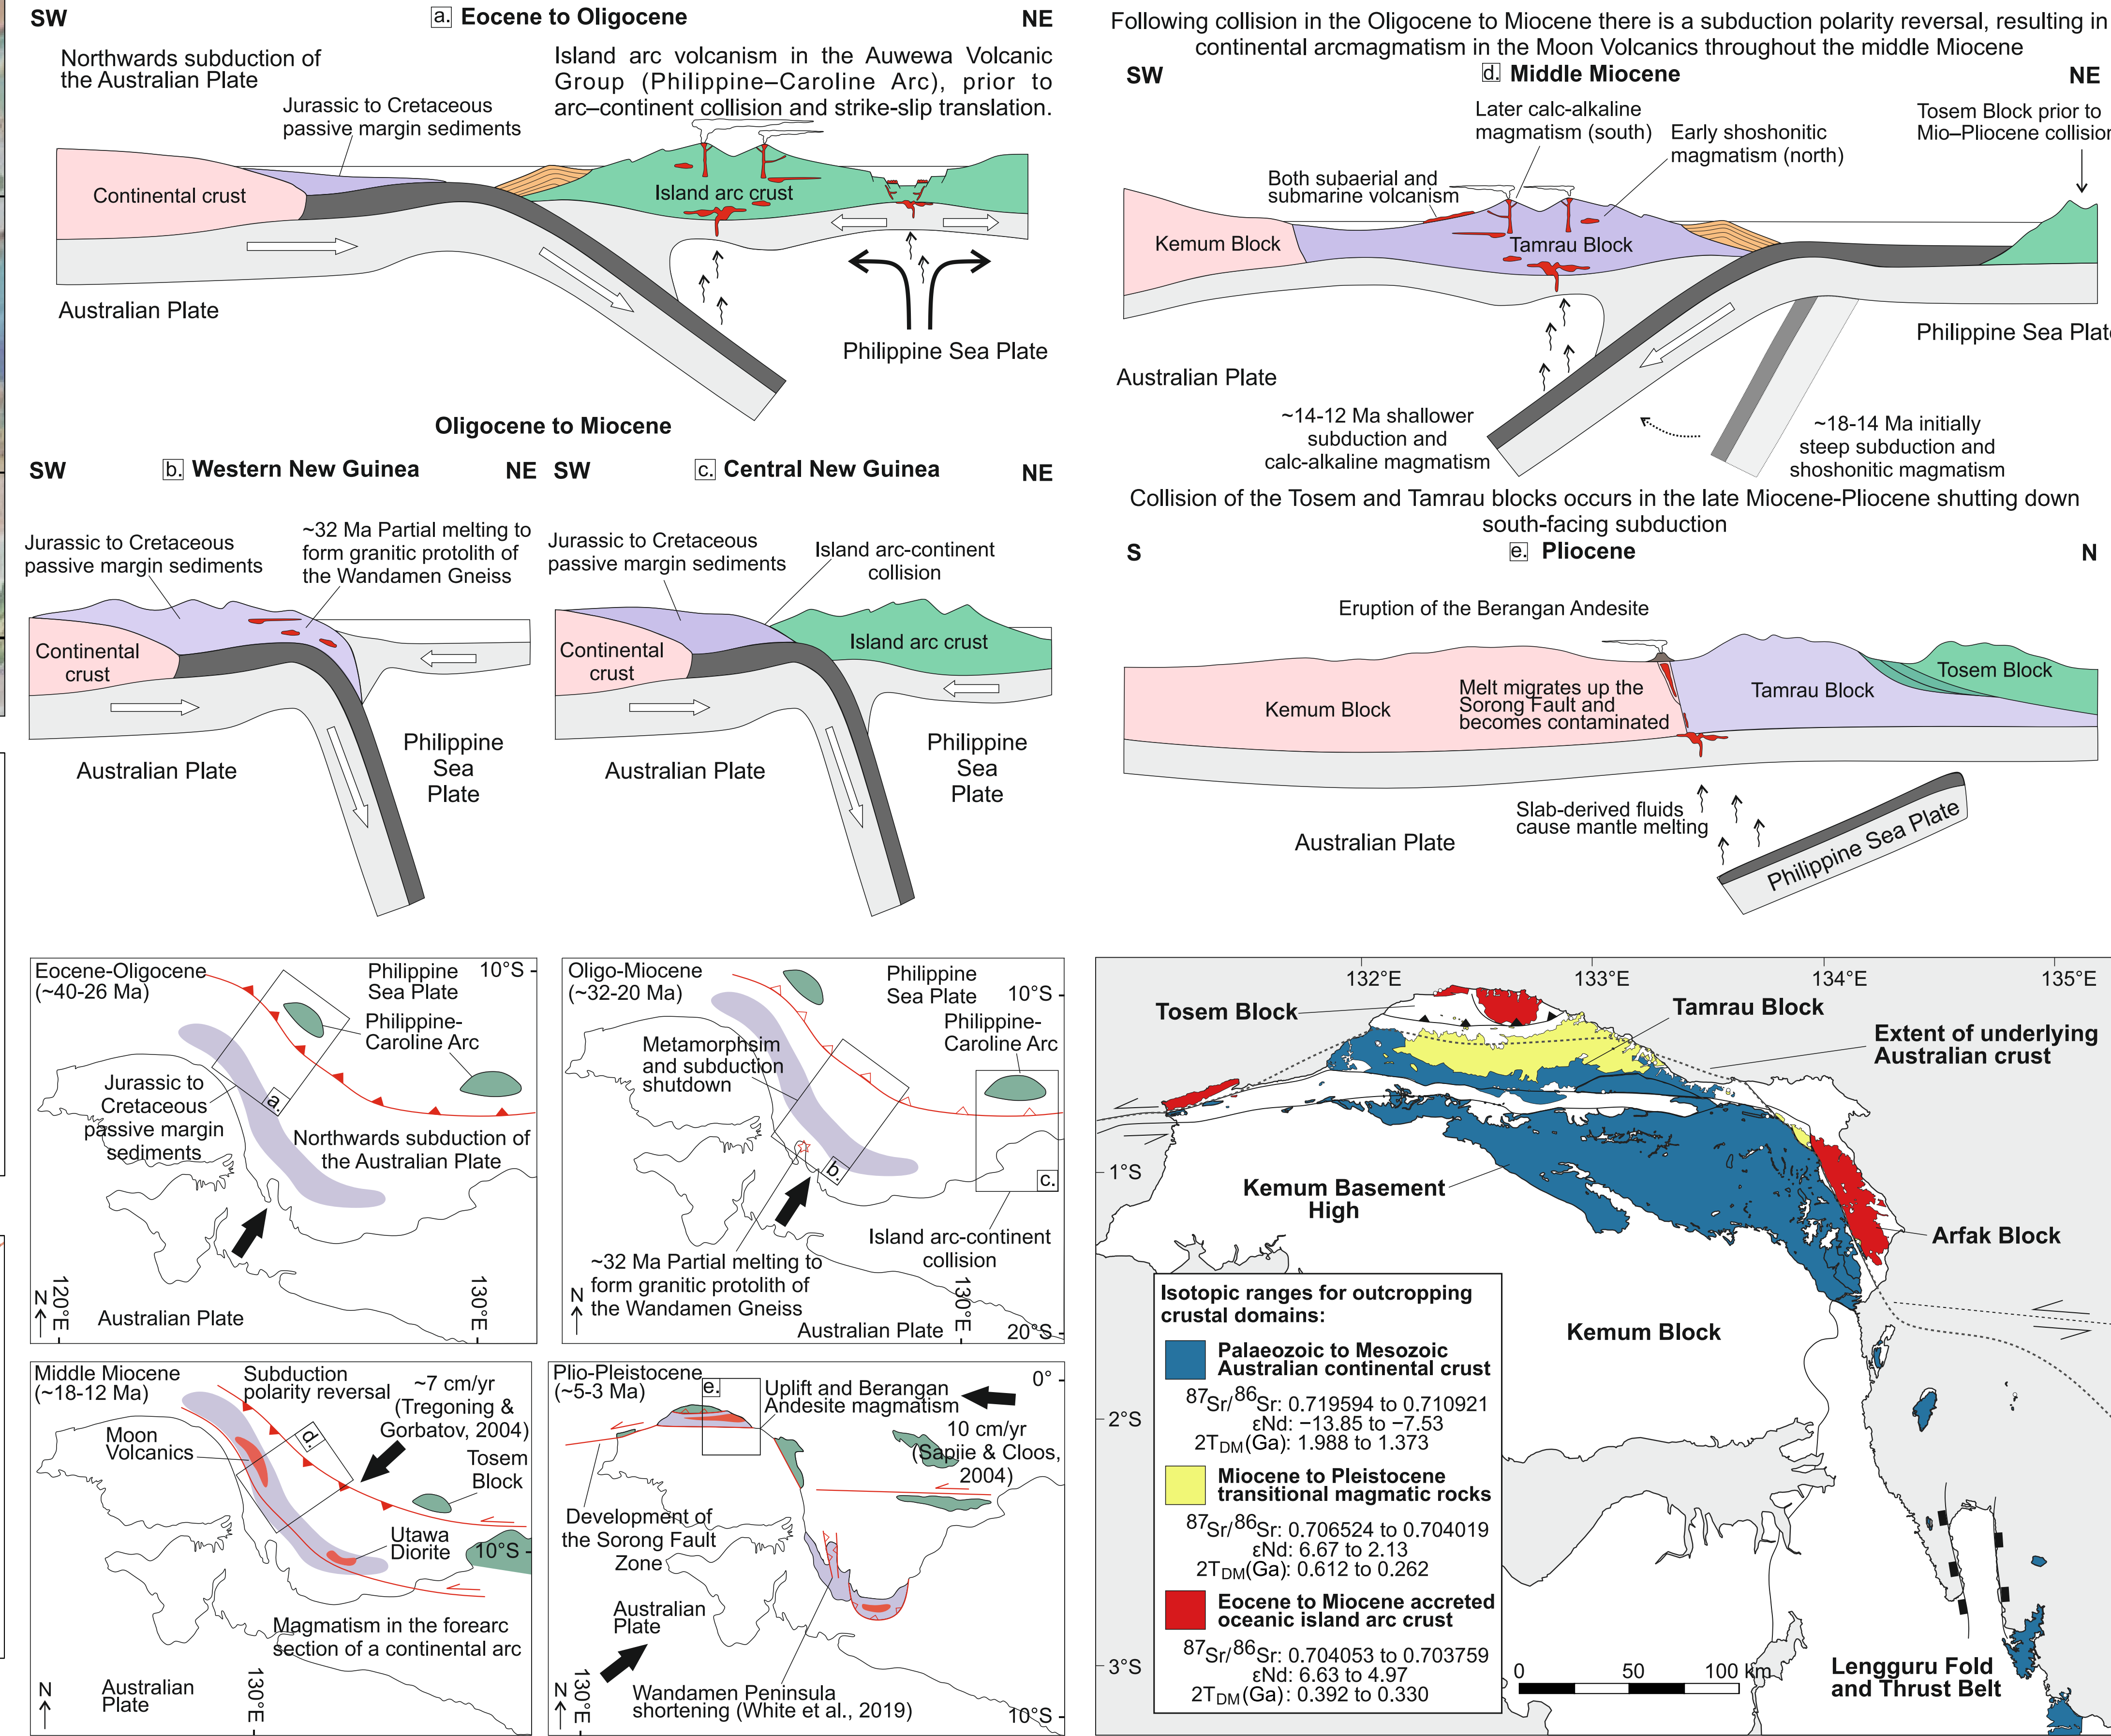 SW
a. Eocene to Oligocene
NE
Northwards subduction of
the Australian Plate
Island arc volcanism in the Auwewa Volcanic
Group (Philippine–Caroline Arc), prior to
arc–continent collision and strike-slip translation.
Jurassic to Cretaceous
passive margin sediments
Continental crust
Island arc crust
Australian Plate
Philippine Sea Plate
Oligocene to Miocene
SW
b. Western New Guinea
NE
Jurassic to Cretaceous
passive margin sediments
~32 Ma Partial melting to
form granitic protolith of
the Wandamen Gneiss
Continental
crust
Australian Plate
Philippine
Sea
Plate
SW
c. Central New Guinea
NE
Jurassic to Cretaceous
passive margin sediments
Island arc-continent
collision
Continental
crust
Island arc crust
Australian Plate
Philippine
Sea
Plate
Following collision in the Oligocene to Miocene there is a subduction polarity reversal, resulting in
continental arcmagmatism in the Moon Volcanics throughout the middle Miocene
SW
d. Middle Miocene
NE
Later calc-alkaline
magmatism (south)
Early shoshonitic
magmatism (north)
Tosem Block prior to
Mio–Pliocene collision
Both subaerial and
submarine volcanism
Kemum Block
Tamrau Block
Australian Plate
~14-12 Ma shallower
subduction and
calc-alkaline magmatism
~18-14 Ma initially
steep subduction and
shoshonitic magmatism
Philippine Sea Plate
Collision of the Tosem and Tamrau blocks occurs in the late Miocene-Pliocene shutting down
south-facing subduction
S
e. Pliocene
N
Eruption of the Berangan Andesite
Kemum Block
Melt migrates up the
Sorong Fault and
becomes contaminated
Tamrau Block
Tosem Block
Slab-derived fluids
cause mantle melting
Australian Plate
Philippine Sea Plate
Eocene-Oligocene
(~40-26 Ma)
Philippine
Sea Plate
10°S
Philippine-
Caroline Arc
Jurassic to
Cretaceous
passive margin
sediments
a.
Northwards subduction of
the Australian Plate
N
120°E
Australian Plate
130°E
Oligo-Miocene
(~32-20 Ma)
Philippine
Sea Plate
10°S
Philippine-
Caroline Arc
Metamorphsim
and subduction
shutdown
b.
c.
Island arc-continent
collision
~32 Ma Partial melting to
form granitic protolith of
the Wandamen Gneiss
N
130°E
Australian Plate
20°S
Middle Miocene
(~18-12 Ma)
Subduction
polarity reversal
~7 cm/yr
(Tregoning &
Gorbatov, 2004)
Moon
Volcanics
d.
Tosem
Block
Utawa
Diorite
10°S
Magmatism in the forearc
section of a continental arc
N
Australian
Plate
130°E
Plio-Pleistocene
(~5-3 Ma)
e.
Uplift and Berangan
Andesite magmatism
0°
10 cm/yr
(Sapiie & Cloos,
2004)
Development of
the Sorong Fault
Zone
Australian
Plate
Wandamen Peninsula
shortening (White et al., 2019)
N
130°E
10°S
132°E
133°E
134°E
135°E
Tosem Block
Tamrau Block
Extent of underlying
Australian crust
1°S
Kemum Basement
High
Arfak Block
Kemum Block
2°S
3°S
Isotopic ranges for outcropping
crustal domains:
Palaeozoic to Mesozoic
Australian continental crust
87Sr/86Sr: 0.719594 to 0.710921
εNd: −13.85 to −7.53
2TDM(Ga): 1.988 to 1.373
Miocene to Pleistocene
transitional magmatic rocks
87Sr/86Sr: 0.706524 to 0.704019
εNd: 6.67 to 2.13
2TDM(Ga): 0.612 to 0.262
Eocene to Miocene accreted
oceanic island arc crust
87Sr/86Sr: 0.704053 to 0.703759
εNd: 6.63 to 4.97
2TDM(Ga): 0.392 to 0.330
0 50 100 km
Lengguru Fold
and Thrust Belt